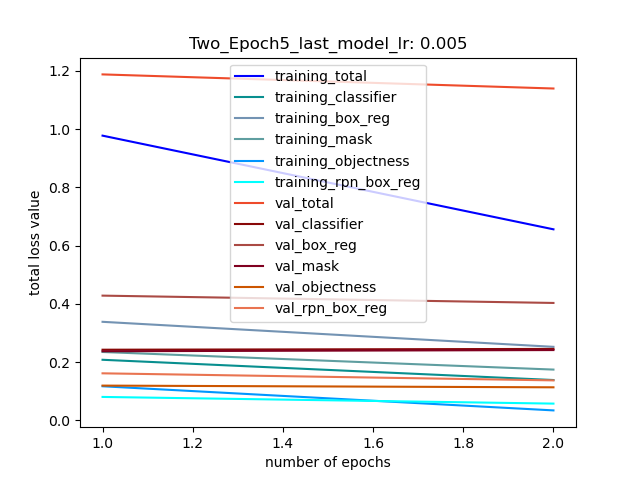 Two_Epoch5_last_model_lr: 0.005
total loss value
1.2
1.0
0.8
0.6
0.4
0.2
0.0
training_total
training_classifier
training_box_reg
training_mask
training_objectness
training_rpn_box_reg
val_total
val_classifier
val_box_reg
val_mask
val_objectness
val_rpn_box_reg
1.0 1.2 1.4 1.6 1.8 2.0
number of epochs